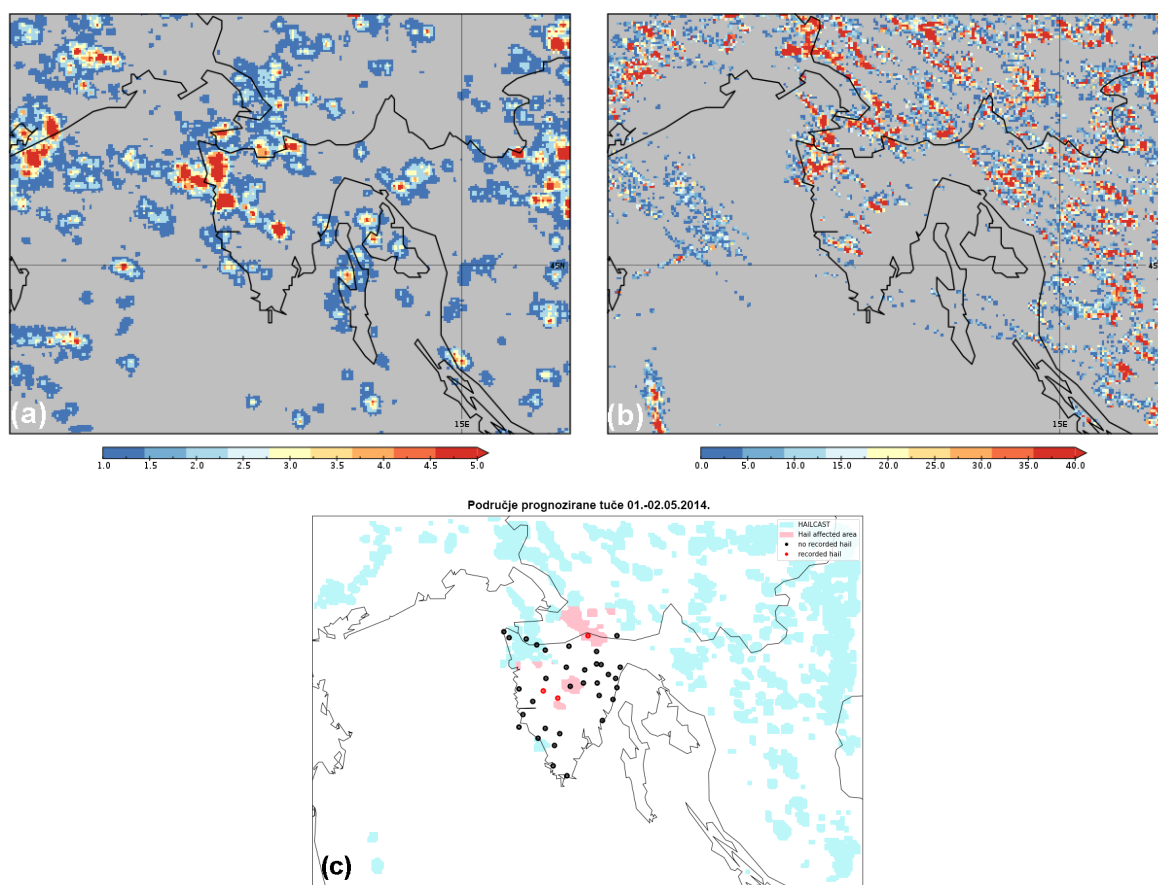 45N
15E
(a)
1.0 1.5 2.0 2.5 3.0 3.5 4.0 4.5 5.0
45N
15E
(b)
0.0 5.0 10.0 15.0 20.0 25.0 30.0 35.0 40.0
Područje prognozirane tuče 01.-02.05.2014.
HAILCAST
Hail affected area
no recorded hail
recorded hail
(c)